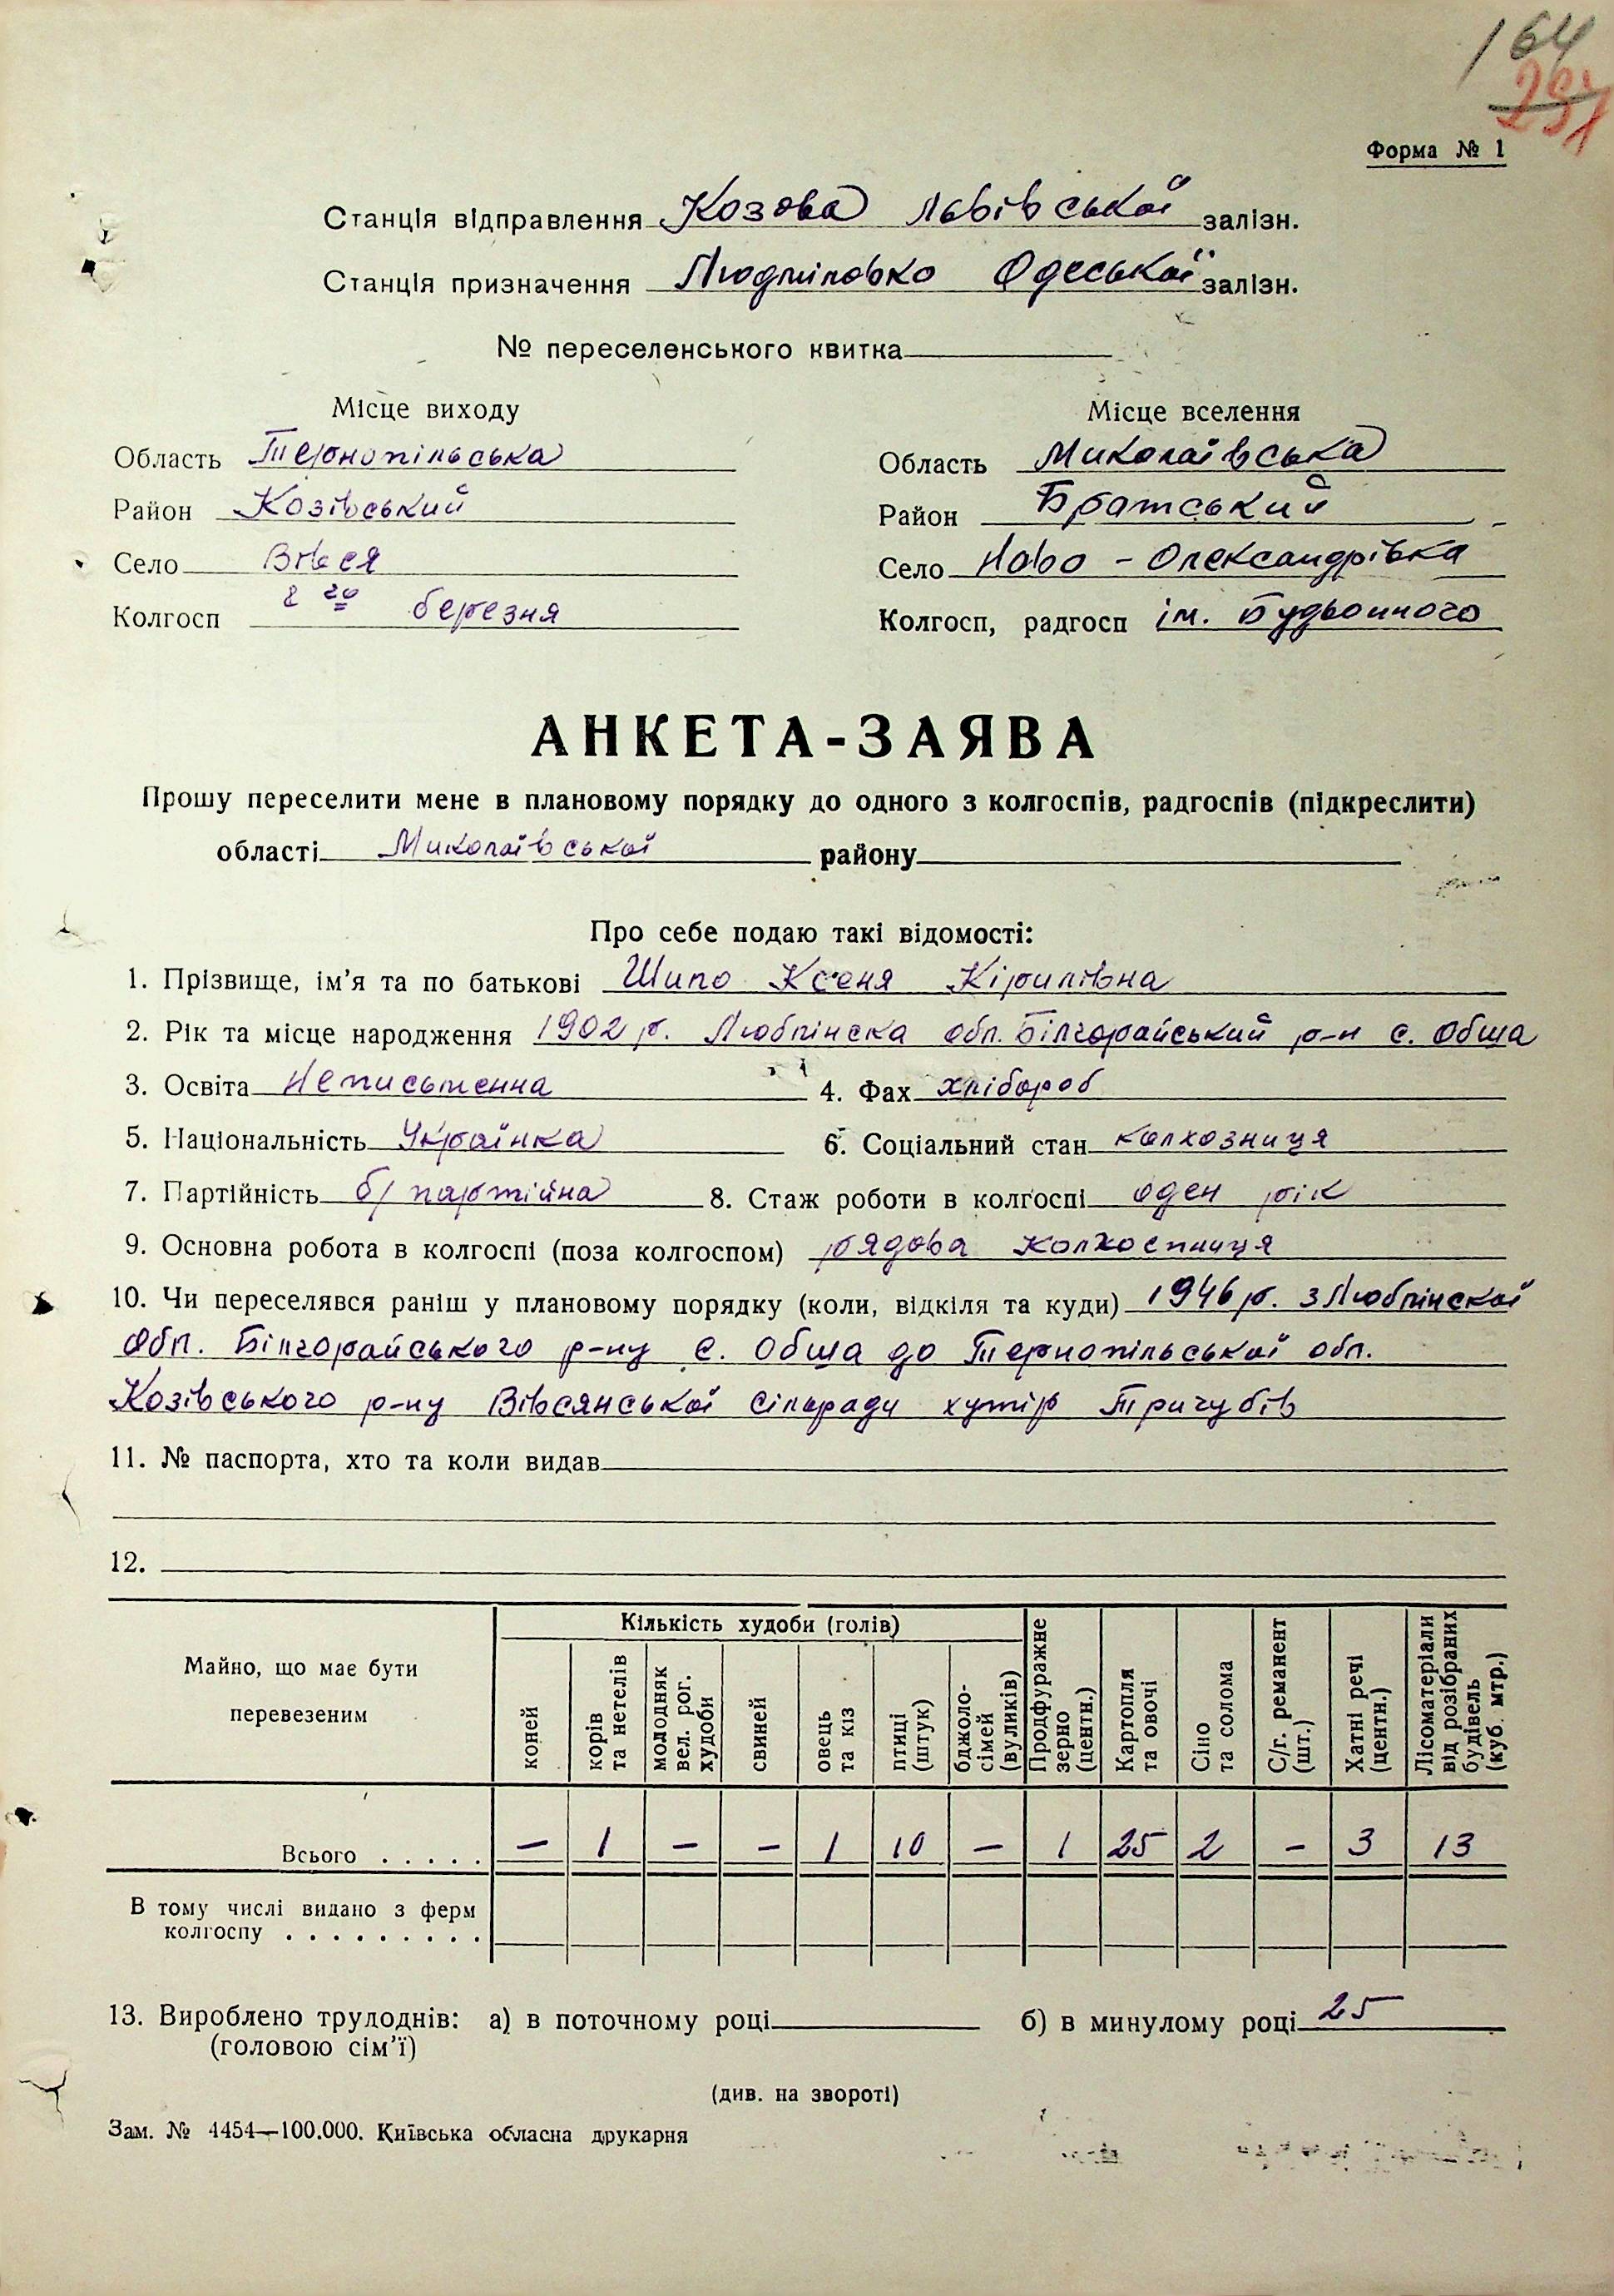 164
Форма № 1
Станція відправлення Козова Львівської залізн.
Станція призначення Людміловко Одеської залізн.
№ переселенського квитка
Місце виходу
Місце вселення
Область Тернопільська
Область Миколаївська
Район Козівський
Район Братський
Село Вівся
Село Ново - Олександрівка
Колгосп 8 го березня
Колгосп, радгосп ім. Будьонного
АНКЕТА-ЗАЯВА
Прошу переселити мене в плановому порядку до одного з колгоспів, радгоспів (підкреслити)
області Миколаївської району
Про себе подаю такі відомості:
1. Прізвище, ім’я та по батькові Шипо Ксеня Кірилівна
2. Рік та місце народження 1902 р. Люблінска обл. Білгорайський р-н с. Обша
3. Освіта Неписьменна 4. Фах хлібороб
5. Національність Українка 6. Соціальний стан колхозниця
7. Партійність б/партійна 8. Стаж роботи в колгоспі оден рік
9. Основна робота в колгоспі (поза колгоспом) рядова колхоспниця
10. Чи переселявся раніш у плановому порядку (коли, відкіля та куди) 1946 р. з Люблінскої
обл. Білгорайського р-ну с. Обша до Тернопільської обл.
Козівського р-ну Вівсянської сільради хутір Тричубів
11. № паспорта, хто та коли видав
12.
Майно, що має бути перевезеним
Кількість худоби (голів)
коней
корів та нетелів
молодняк вел. рог. худоби
свиней
овець та кіз
птиці (штук)
бджоло-сімей (вуликів)
Продфуражне зерно (центн.)
Картопля та овочі
Сіно та солома
С/г. реманент (шт.)
Хатні речі (центн.)
Лісоматеріали від розібраних будівель (куб. мтр.)
Всього . . . . . — 1 — — 1 10 — 1 25 2 - 3 13
В тому числі видано з ферм
колгоспу . . . . . . . . .
13. Вироблено трудоднів: а) в поточному році б) в минулому році 25
(головою сім’ї)
(див. на звороті)
Зам. № 4454—100.000. Київська обласна друкарня